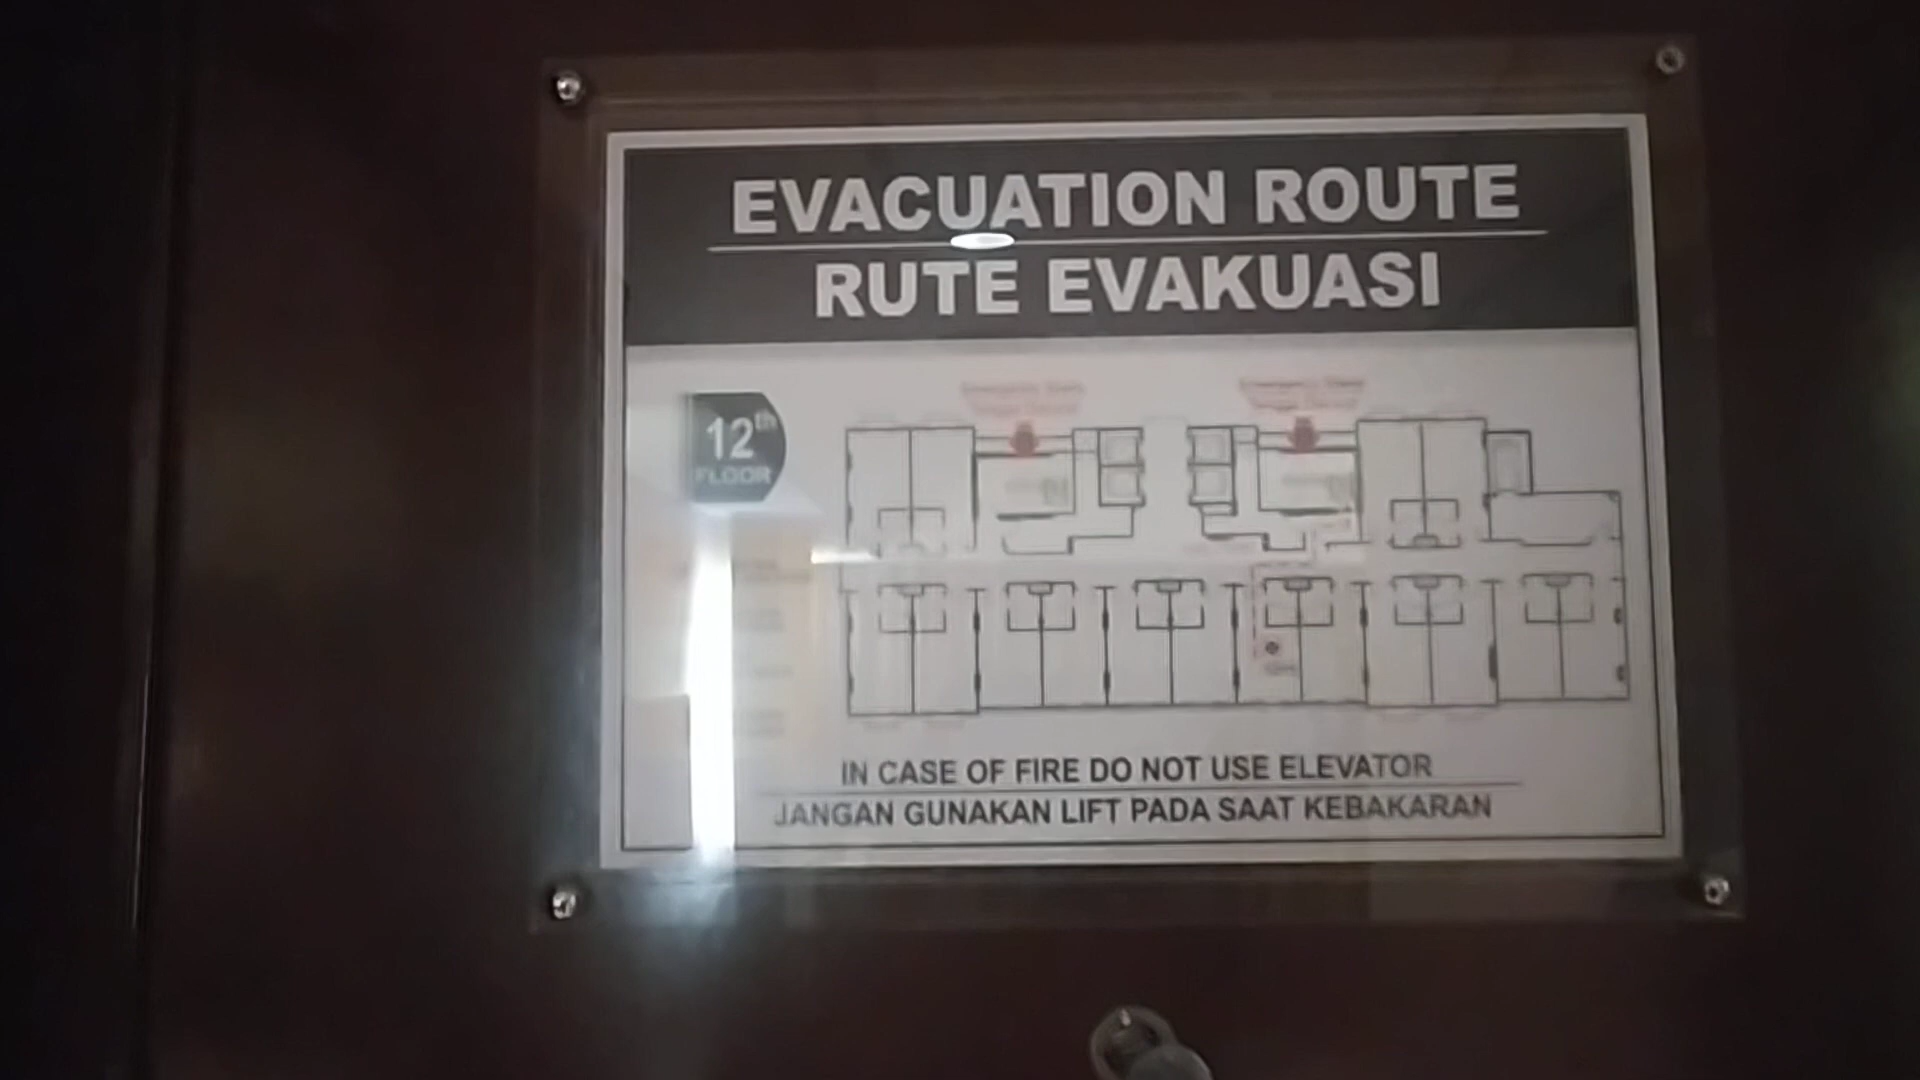 EVACUATION ROUTE
RUTE EVAKUASI
12th
FLOOR
IN CASE OF FIRE DO NOT USE ELEVATOR
JANGAN GUNAKAN LIFT PADA SAAT KEBAKARAN